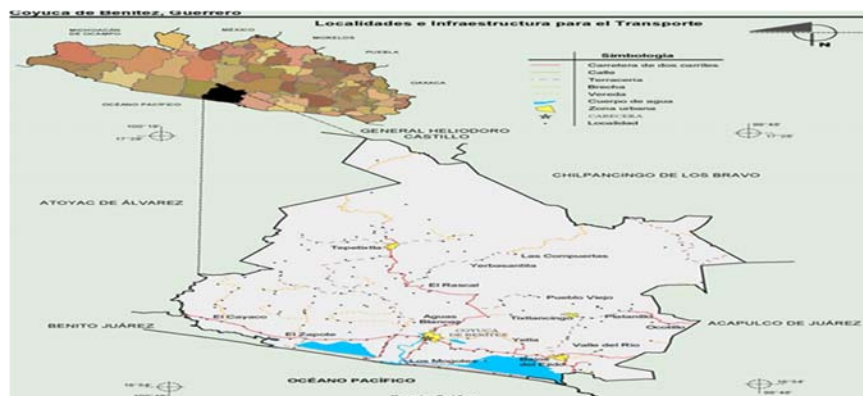 Coyuca de Benítez, Guerrero
Localidades e Infraestructura para el Transporte
MICHOACÁN
DE OCAMPO
MÉXICO
MORELOS
PUEBLA
OAXACA
OCÉANO PACÍFICO
N
Simbología
Carretera de dos carriles
Calle
Terracería
Brecha
Vereda
Cuerpo de agua
Zona urbana
CABECERA
Localidad
GENERAL HELIODORO
CASTILLO
CHILPANCINGO DE LOS BRAVO
ATOYAC DE ÁLVAREZ
Tepetixtla
Las Compuertas
Yerbasantita
El Rascal
Pueblo Viejo
El Cayaco
Aguas
Blancas
Tixtlancingo
Platanillo
BENITO JUÁREZ
El Zapote
COYUCA
DE BENÍTEZ
Ocotillo
ACAPULCO DE JUÁREZ
Valle del Río
Los Mogotes
OCÉANO PACÍFICO